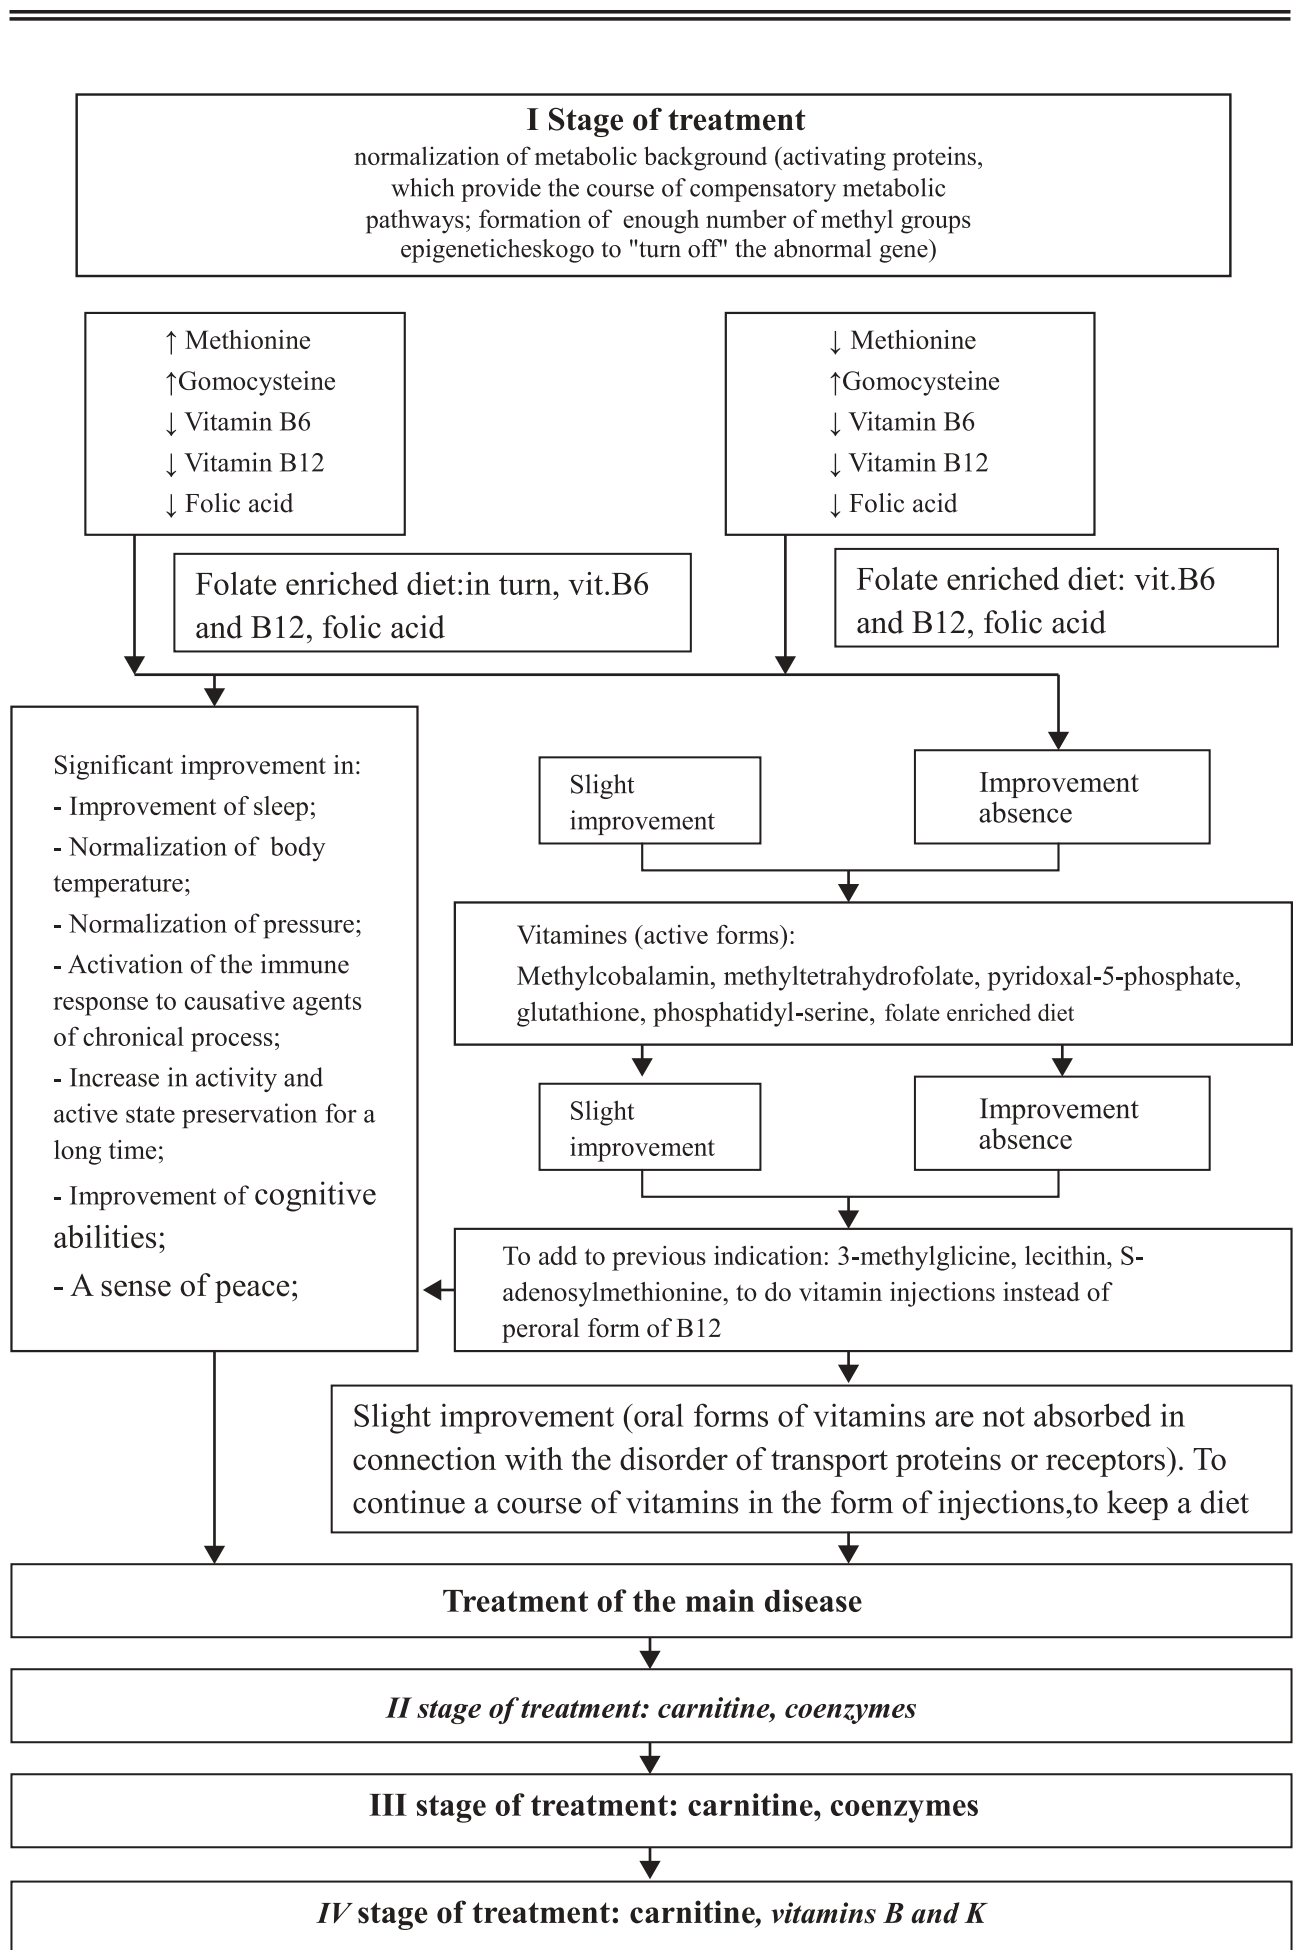 I Stage of treatment
normalization of metabolic background (activating proteins,
which provide the course of compensatory metabolic
pathways; formation of enough number of methyl groups
epigeneticheskogo to "turn off" the abnormal gene)
↑ Methionine
↑Gomocysteine
↓ Vitamin B6
↓ Vitamin B12
↓ Folic acid
↓ Methionine
↑Gomocysteine
↓ Vitamin B6
↓ Vitamin B12
↓ Folic acid
Folate enriched diet:in turn, vit.B6
and B12, folic acid
Folate enriched diet: vit.B6
and B12, folic acid
Significant improvement in:
- Improvement of sleep;
- Normalization of body
temperature;
- Normalization of pressure;
- Activation of the immune
response to causative agents
of chronical process;
- Increase in activity and
active state preservation for a
long time;
- Improvement of cognitive
abilities;
- A sense of peace;
Slight
improvement
Improvement
absence
Vitamines (active forms):
Methylcobalamin, methyltetrahydrofolate, pyridoxal-5-phosphate,
glutathione, phosphatidyl-serine, folate enriched diet
Slight
improvement
Improvement
absence
To add to previous indication: 3-methylglicine, lecithin, S-
adenosylmethionine, to do vitamin injections instead of
peroral form of B12
Slight improvement (oral forms of vitamins are not absorbed in
connection with the disorder of transport proteins or receptors). To
continue a course of vitamins in the form of injections,to keep a diet
Treatment of the main disease
II stage of treatment: carnitine, coenzymes
III stage of treatment: carnitine, coenzymes
IV stage of treatment: carnitine, vitamins B and K